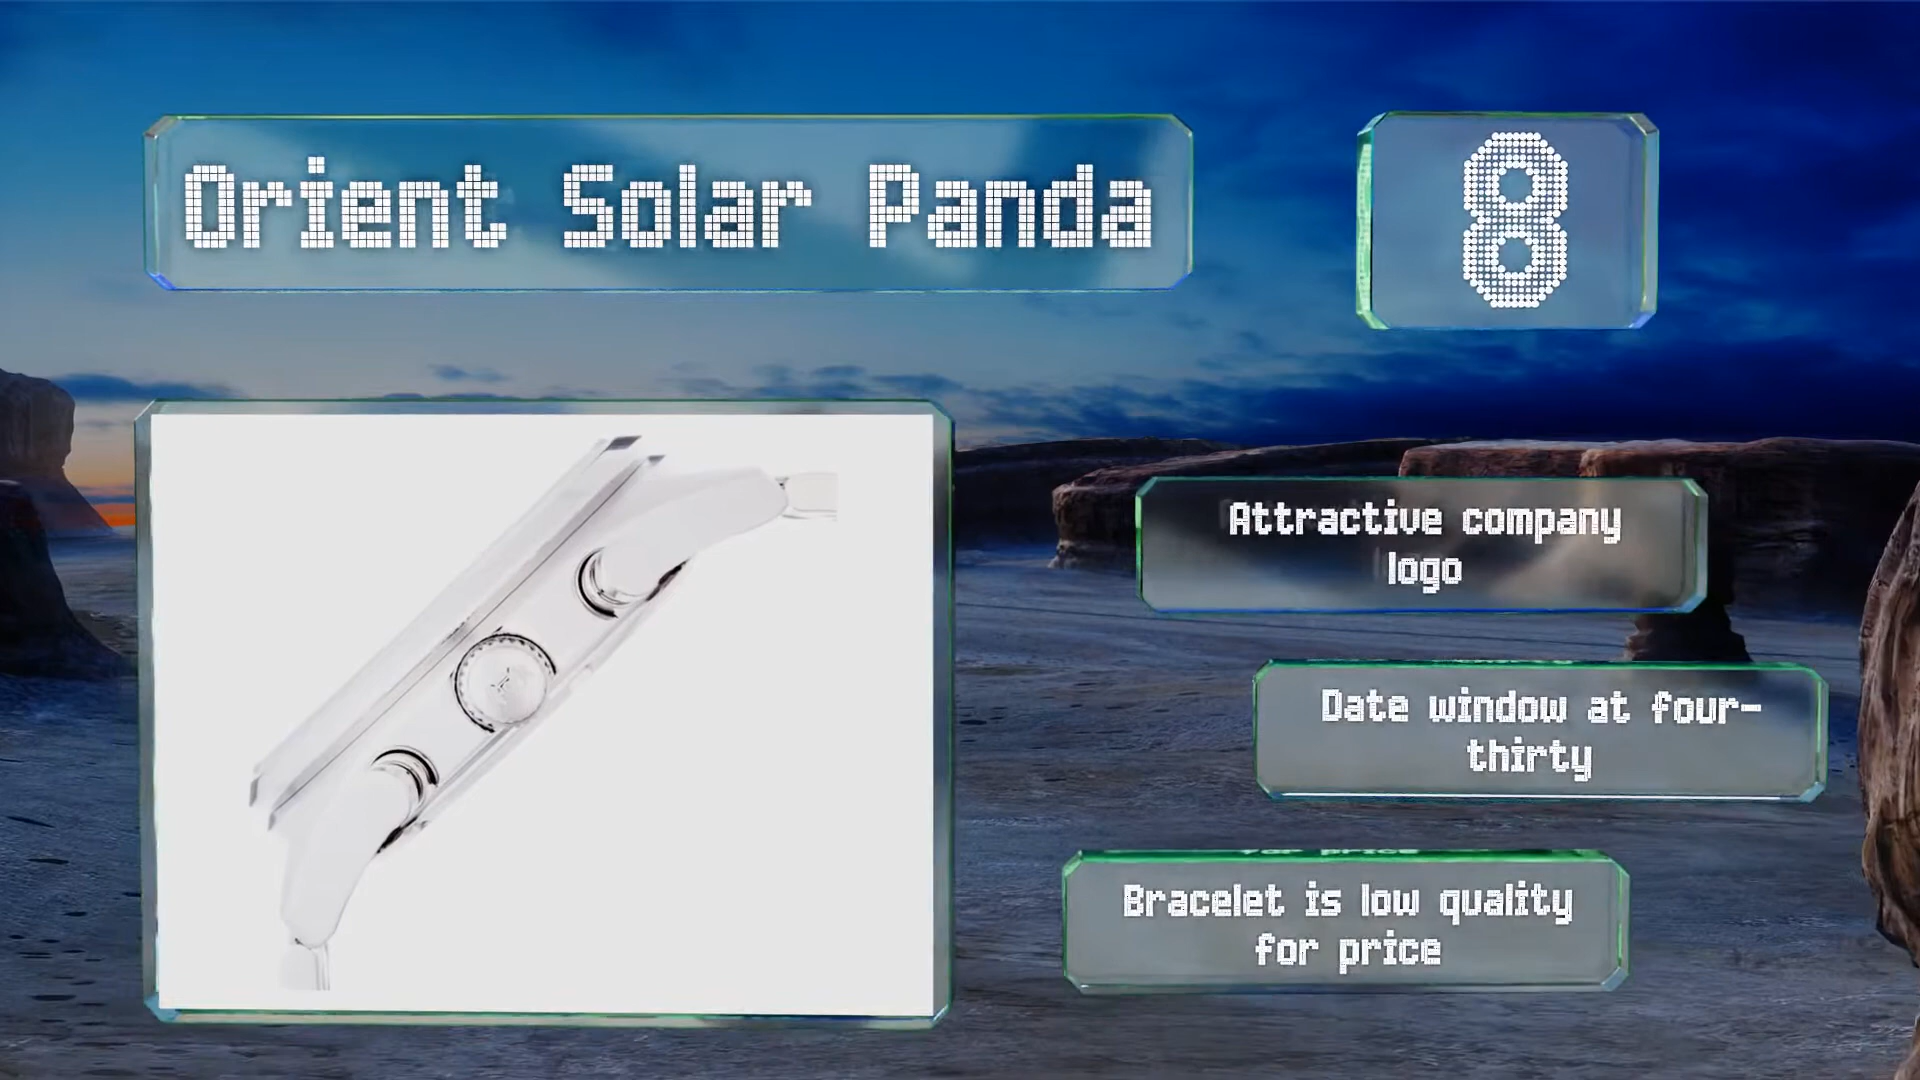 Orient Solar Panda
8
Attractive company
logo
Date window at four-
thirty
Bracelet is low quality
for price